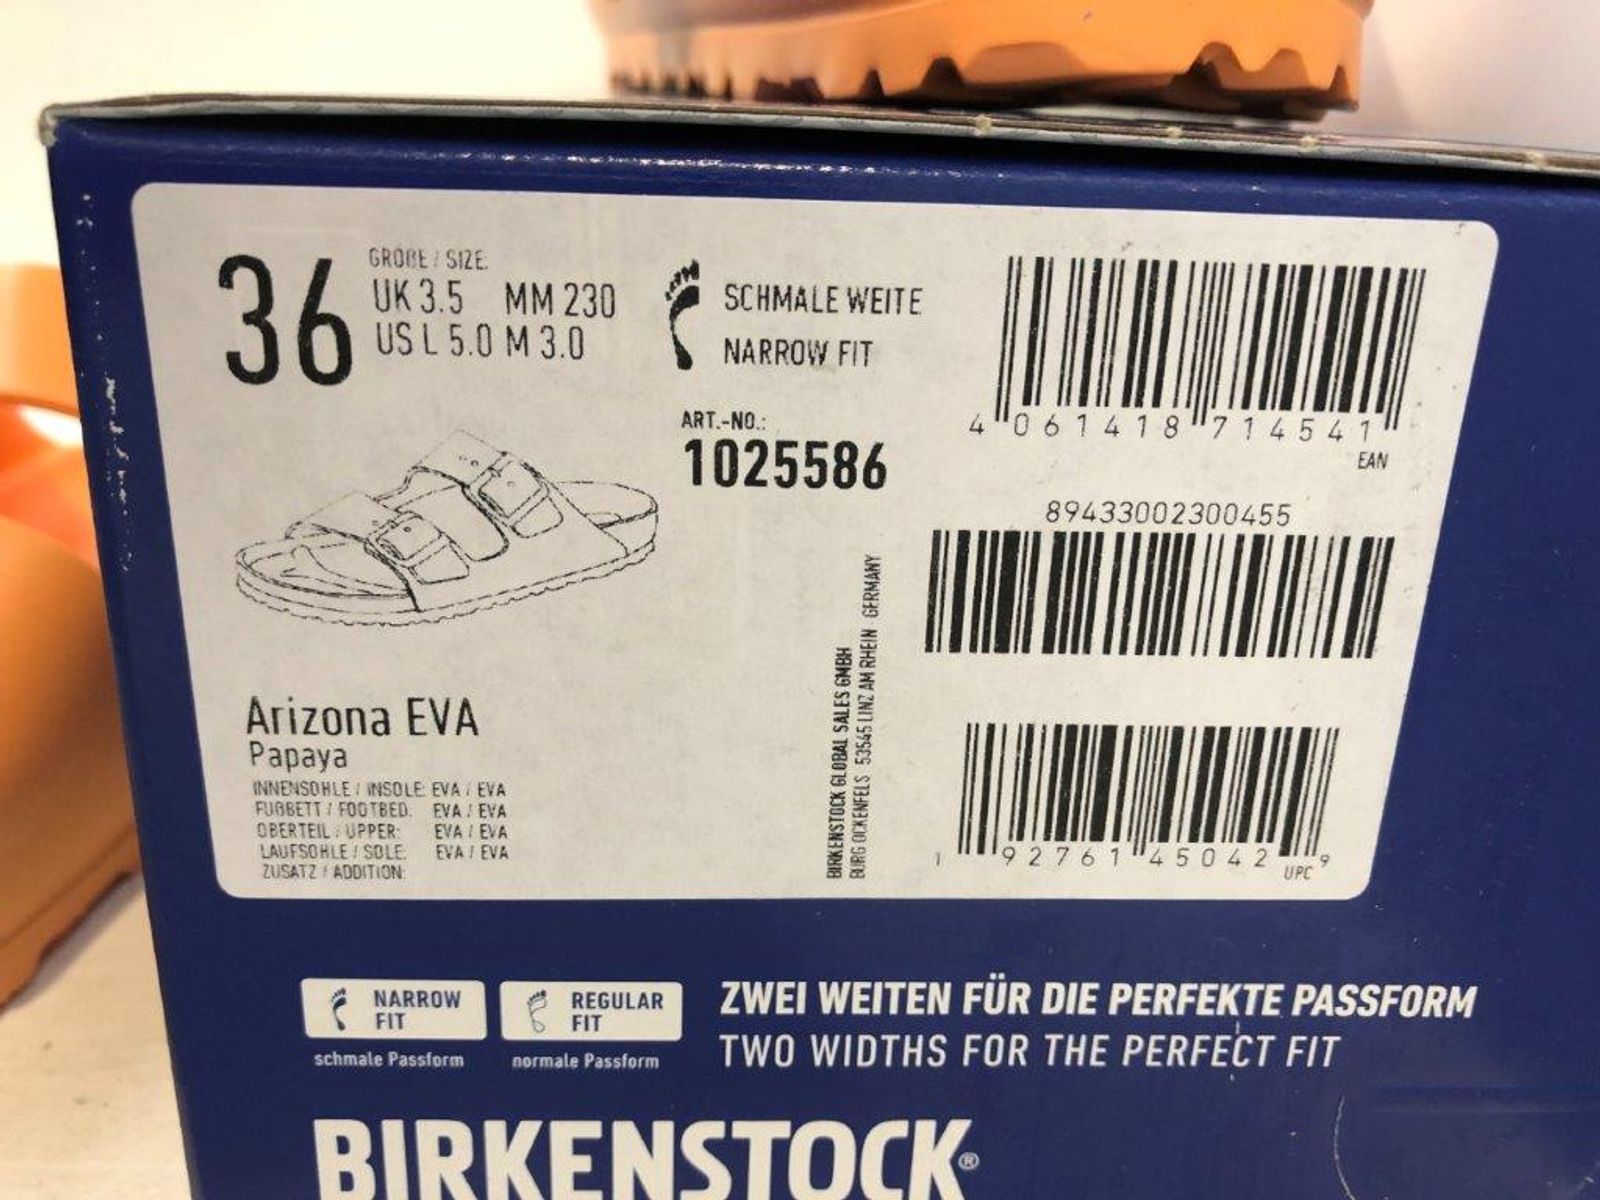 36
GRÖßE / SIZE:
UK 3.5 MM 230
US L 5.0 M 3.0
SCHMALE WEITE
NARROW FIT
ART.-NO.:
1025586
4 061418 714541
EAN
89433002300455
Arizona EVA
Papaya
INNENSOHLE / INSOLE: EVA / EVA
FUßBETT / FOOTBED: EVA / EVA
OBERTEIL / UPPER: EVA / EVA
LAUFSOHLE / SOLE: EVA / EVA
ZUSATZ / ADDITION:
BIRKENSTOCK GLOBAL SALES GMBH
BURG OCKENFELS 53545 LINZ AM RHEIN GERMANY
1 92761 45042 9
UPC
NARROW
FIT
schmale Passform
REGULAR
FIT
normale Passform
ZWEI WEITEN FÜR DIE PERFEKTE PASSFORM
TWO WIDTHS FOR THE PERFECT FIT
BIRKENSTOCK®